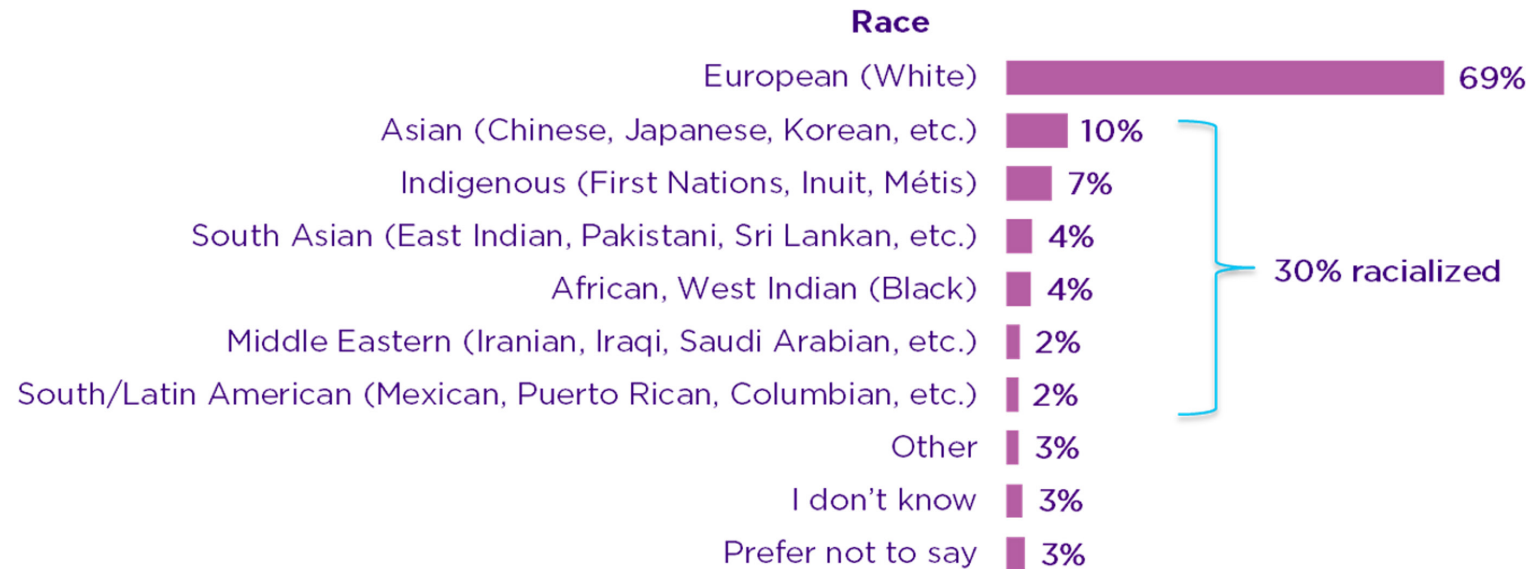 Race
European (White) 69%
Asian (Chinese, Japanese, Korean, etc.) 10%
Indigenous (First Nations, Inuit, Métis) 7%
South Asian (East Indian, Pakistani, Sri Lankan, etc.) 4%
30% racialized
African, West Indian (Black) 4%
Middle Eastern (Iranian, Iraqi, Saudi Arabian, etc.) 2%
South/Latin American (Mexican, Puerto Rican, Columbian, etc.) 2%
Other 3%
I don’t know 3%
Prefer not to say 3%